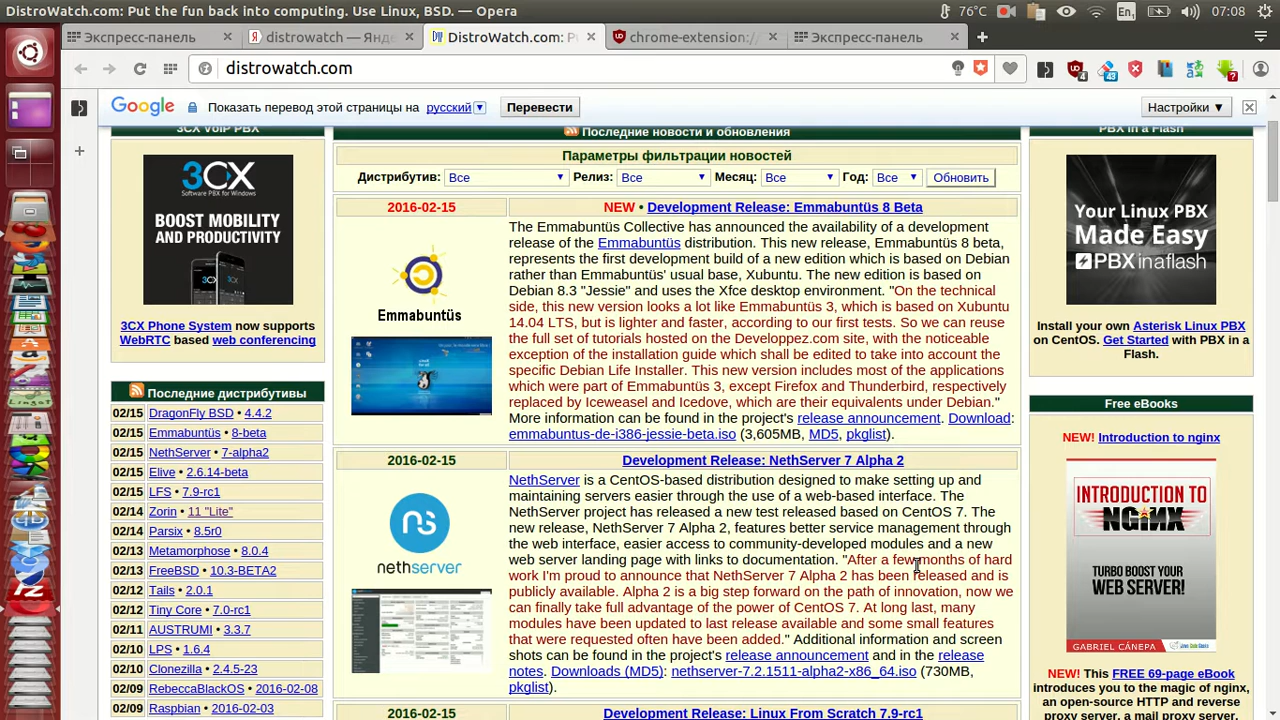 DistroWatch.com: Put the fun back into computing. Use Linux, BSD. — Opera
76°C
En
07:08
Экспресс-панель
distrowatch — Янде
DistroWatch.com: P
chrome-extension:/
Экспресс-панель
distrowatch.com
4
43
?
Google
Показать перевод этой страницы на русский
Перевести
Настройки ▼
3CX VoIP PBX
3CX
Software PBX for Windows
BOOST MOBILITY
AND PRODUCTIVITY
3CX Phone System now supports
WebRTC based web conferencing
Последние дистрибутивы
02/15 DragonFly BSD • 4.4.2
02/15 Emmabuntüs • 8-beta
02/15 NethServer • 7-alpha2
02/15 Elive • 2.6.14-beta
02/15 LFS • 7.9-rc1
02/14 Zorin • 11 "Lite"
02/14 Parsix • 8.5r0
02/13 Metamorphose • 8.0.4
02/13 FreeBSD • 10.3-BETA2
02/12 Tails • 2.0.1
02/12 Tiny Core • 7.0-rc1
02/11 AUSTRUMI • 3.3.7
02/11 LPS • 1.6.4
02/10 Clonezilla • 2.4.5-23
02/09 RebeccaBlackOS • 2016-02-08
02/09 Raspbian • 2016-02-03
Последние новости и обновления
Параметры фильтрации новостей
Дистрибутив: Все Релиз: Все Месяц: Все Год: Все Обновить
2016-02-15
NEW • Development Release: Emmabuntüs 8 Beta
Emmabuntüs
The Emmabuntüs Collective has announced the availability of a development
release of the Emmabuntüs distribution. This new release, Emmabuntüs 8 beta,
represents the first development build of a new edition which is based on Debian
rather than Emmabuntüs' usual base, Xubuntu. The new edition is based on
Debian 8.3 "Jessie" and uses the Xfce desktop environment. "On the technical
side, this new version looks a lot like Emmabuntüs 3, which is based on Xubuntu
14.04 LTS, but is lighter and faster, according to our first tests. So we can reuse
the full set of tutorials hosted on the Developpez.com site, with the noticeable
exception of the installation guide which shall be edited to take into account the
specific Debian Life Installer. This new version includes most of the applications
which were part of Emmabuntüs 3 except Firefox and Thunderbird, respectively
replaced by Iceweasel and Icedove, which are their equivalents under Debian."
More information can be found in the project's release announcement. Download:
emmabuntus-de-i386-jessie-beta.iso (3,605MB, MD5, pkglist).
2016-02-15
Development Release: NethServer 7 Alpha 2
ns
nethserver
NethServer is a CentOS-based distribution designed to make setting up and
maintaining servers easier through the use of a web-based interface. The
NethServer project has released a new test released based on CentOS 7. The
new release, NethServer 7 Alpha 2, features better service management through
the web interface, easier access to community-developed modules and a new
web server landing page with links to documentation. "After a few months of hard
work I'm proud to announce that NethServer 7 Alpha 2 has been released and is
publicly available. Alpha 2 is a big step forward on the path of innovation, now we
can finally take full advantage of the power of CentOS 7. At long last, many
modules have been updated to last release available and some small features
that were requested often have been added." Additional information and screen
shots can be found in the project's release announcement and in the release
notes. Downloads (MD5): nethserver-7.2.1511-alpha2-x86_64.iso (730MB,
pkglist).
2016-02-15
Development Release: Linux From Scratch 7.9-rc1
PBX in a Flash
Your Linux PBX
Made Easy
PBX in a flash
Install your own Asterisk Linux PBX
on CentOS. Get Started with PBX in a
Flash.
Free eBooks
NEW! Introduction to nginx
INTRODUCTION TO
NGINX
TURBO BOOST YOUR
WEB SERVER
GABRIEL CÁNEPA
NEW! This FREE 69-page eBook
introduces you to the magic of nginx,
an open-source HTTP and reverse
proxy server, a mail proxy server,